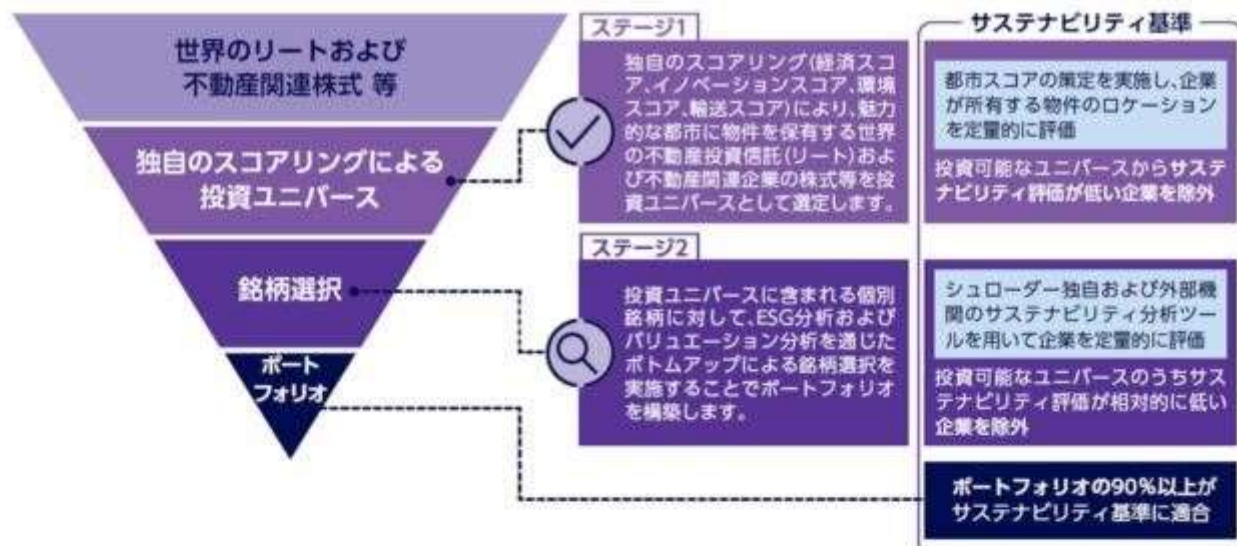 世界のリートおよび
不動産関連株式 等
独自のスコアリングによる
投資ユニバース
銘柄選択
ポート
フォリオ
ステージ1
独自のスコアリング(経済スコ
ア、イノベーションスコア、環境
スコア、輸送スコア)により、魅力
的な都市に物件を保有する世界
の不動産投資信託(リート)およ
び不動産関連企業の株式等を投
資ユニバースとして選定します。
ステージ2
投資ユニバースに含まれる個別
銘柄に対して、ESG分析および
バリュエーション分析を通じた
ボトムアップによる銘柄選択を
実施することでポートフォリオ
を構築します。
サステナビリティ基準
都市スコアの策定を実施し、企業
が所有する物件のロケーション
を定量的に評価
投資可能なユニバースからサステ
ナビリティ評価が低い企業を除外
シュローダー独自および外部機
関のサステナビリティ分析ツー
ルを用いて企業を定量的に評価
投資可能なユニバースのうちサス
テナビリティ評価が相対的に低い
企業を除外
ポートフォリオの90%以上が
サステナビリティ基準に適合